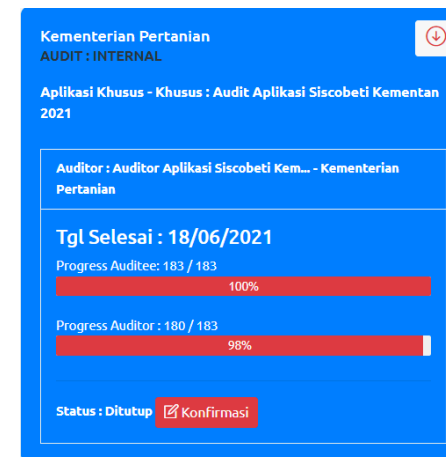 Kementerian Pertanian
AUDIT : INTERNAL
Aplikasi Khusus - Khusus : Audit Aplikasi Siscobeti Kementan
2021
Auditor : Auditor Aplikasi Siscobeti Kem... - Kementerian
Pertanian
Tgl Selesai : 18/06/2021
Progress Auditee: 183 / 183
100%
Progress Auditor : 180 / 183
98%
Status : Ditutup Konfirmasi